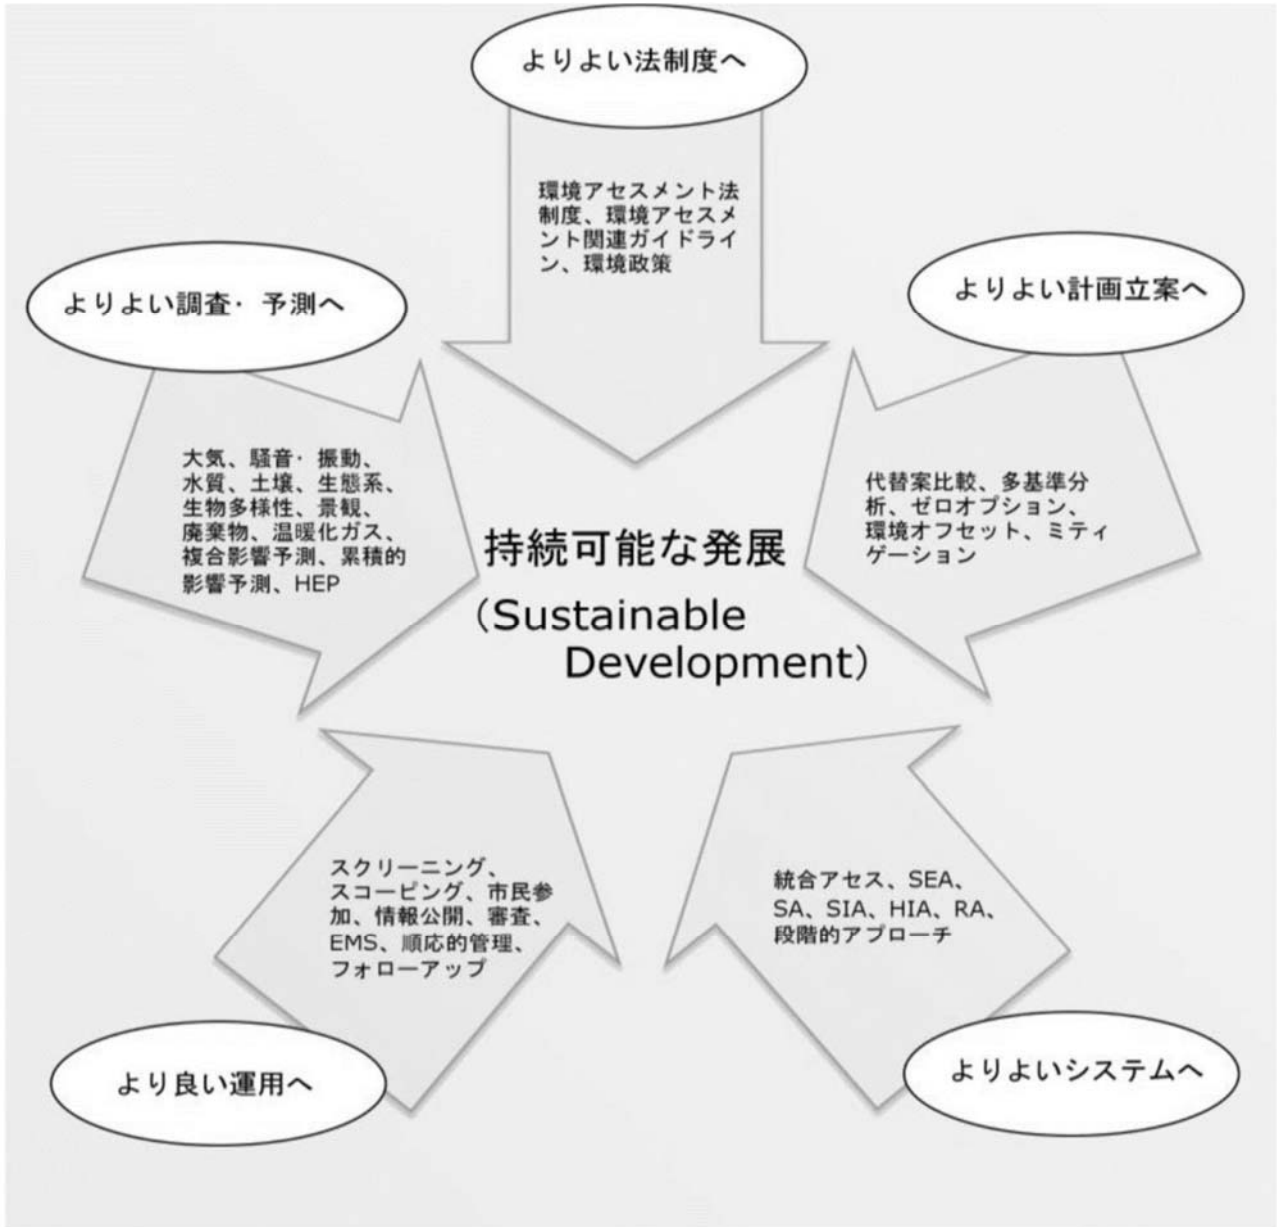 よりよい法制度へ
環境アセスメント法
制度、環境アセスメ
ント関連ガイドライ
ン、環境政策
よりよい調査・予測へ
大気、騒音・振動、
水質、土壌、生態系、
生物多様性、景観、
廃棄物、温暖化ガス、
複合影響予測、累積的
影響予測、HEP
よりよい計画立案へ
代替案比較、多基準分
析、ゼロオプション、
環境オフセット、ミティ
ゲーション
持続可能な発展
（Sustainable
Development）
スクリーニング、
スコーピング、市民参
加、情報公開、審査、
EMS、順応的管理、
フォローアップ
より良い運用へ
統合アセス、SEA、
SA、SIA、HIA、RA、
段階的アプローチ
よりよいシステムへ